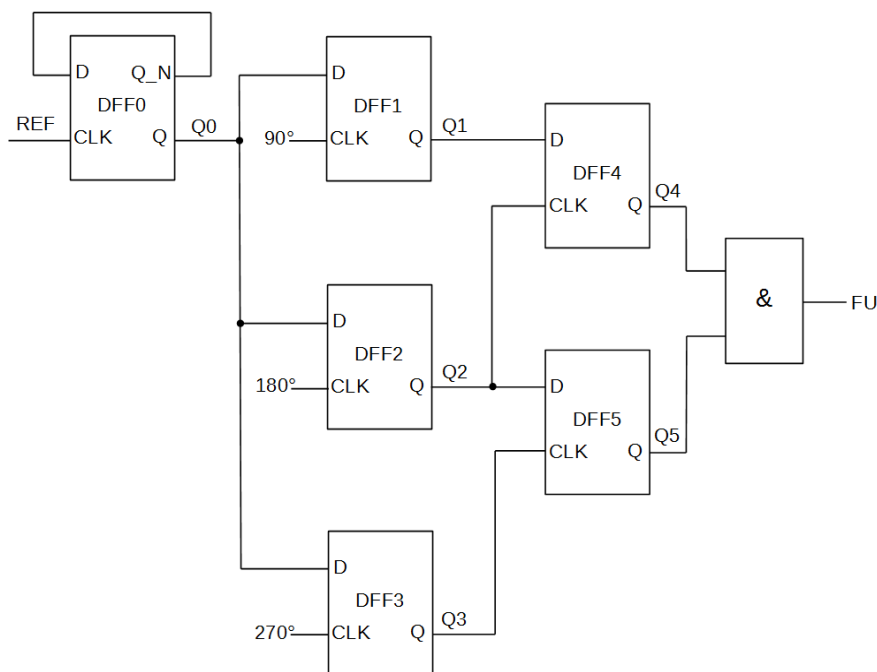 D Q_N
DFF0
REF
CLK Q
Q0
D
DFF1
90°
CLK Q
Q1
D
DFF4
CLK Q
Q4
D
DFF2
180°
CLK Q
Q2
D
DFF5
CLK Q
Q5
&
FU
D
DFF3
270°
CLK Q
Q3